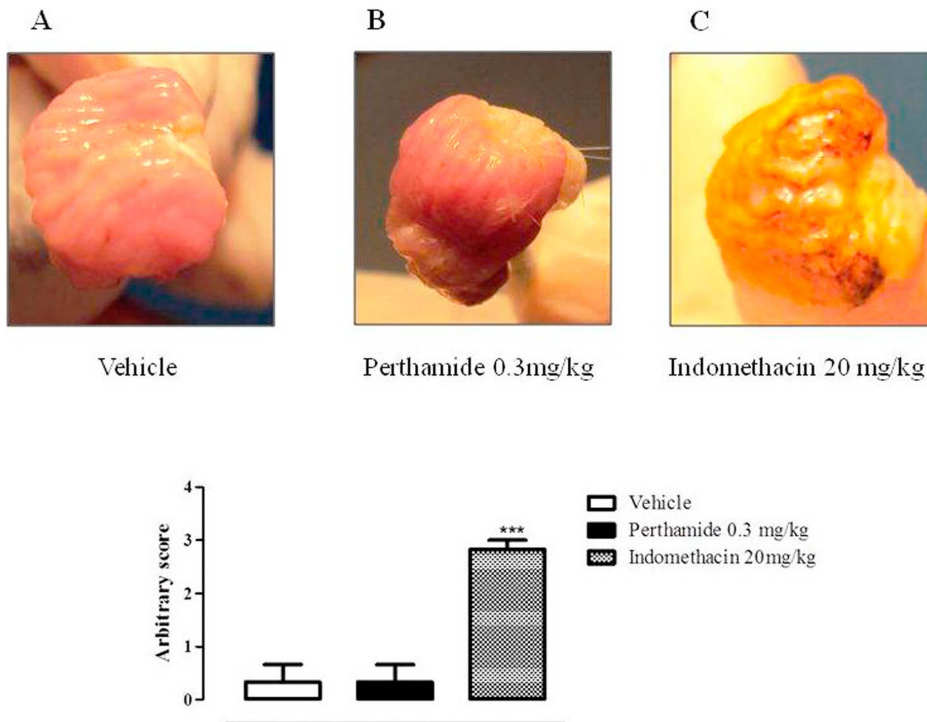 A B C
Vehicle Perthamide 0.3mg/kg Indomethacin 20 mg/kg
4
3
2
1
0
Arbitrary score
***
Vehicle
Perthamide 0.3 mg/kg
Indomethacin 20mg/kg